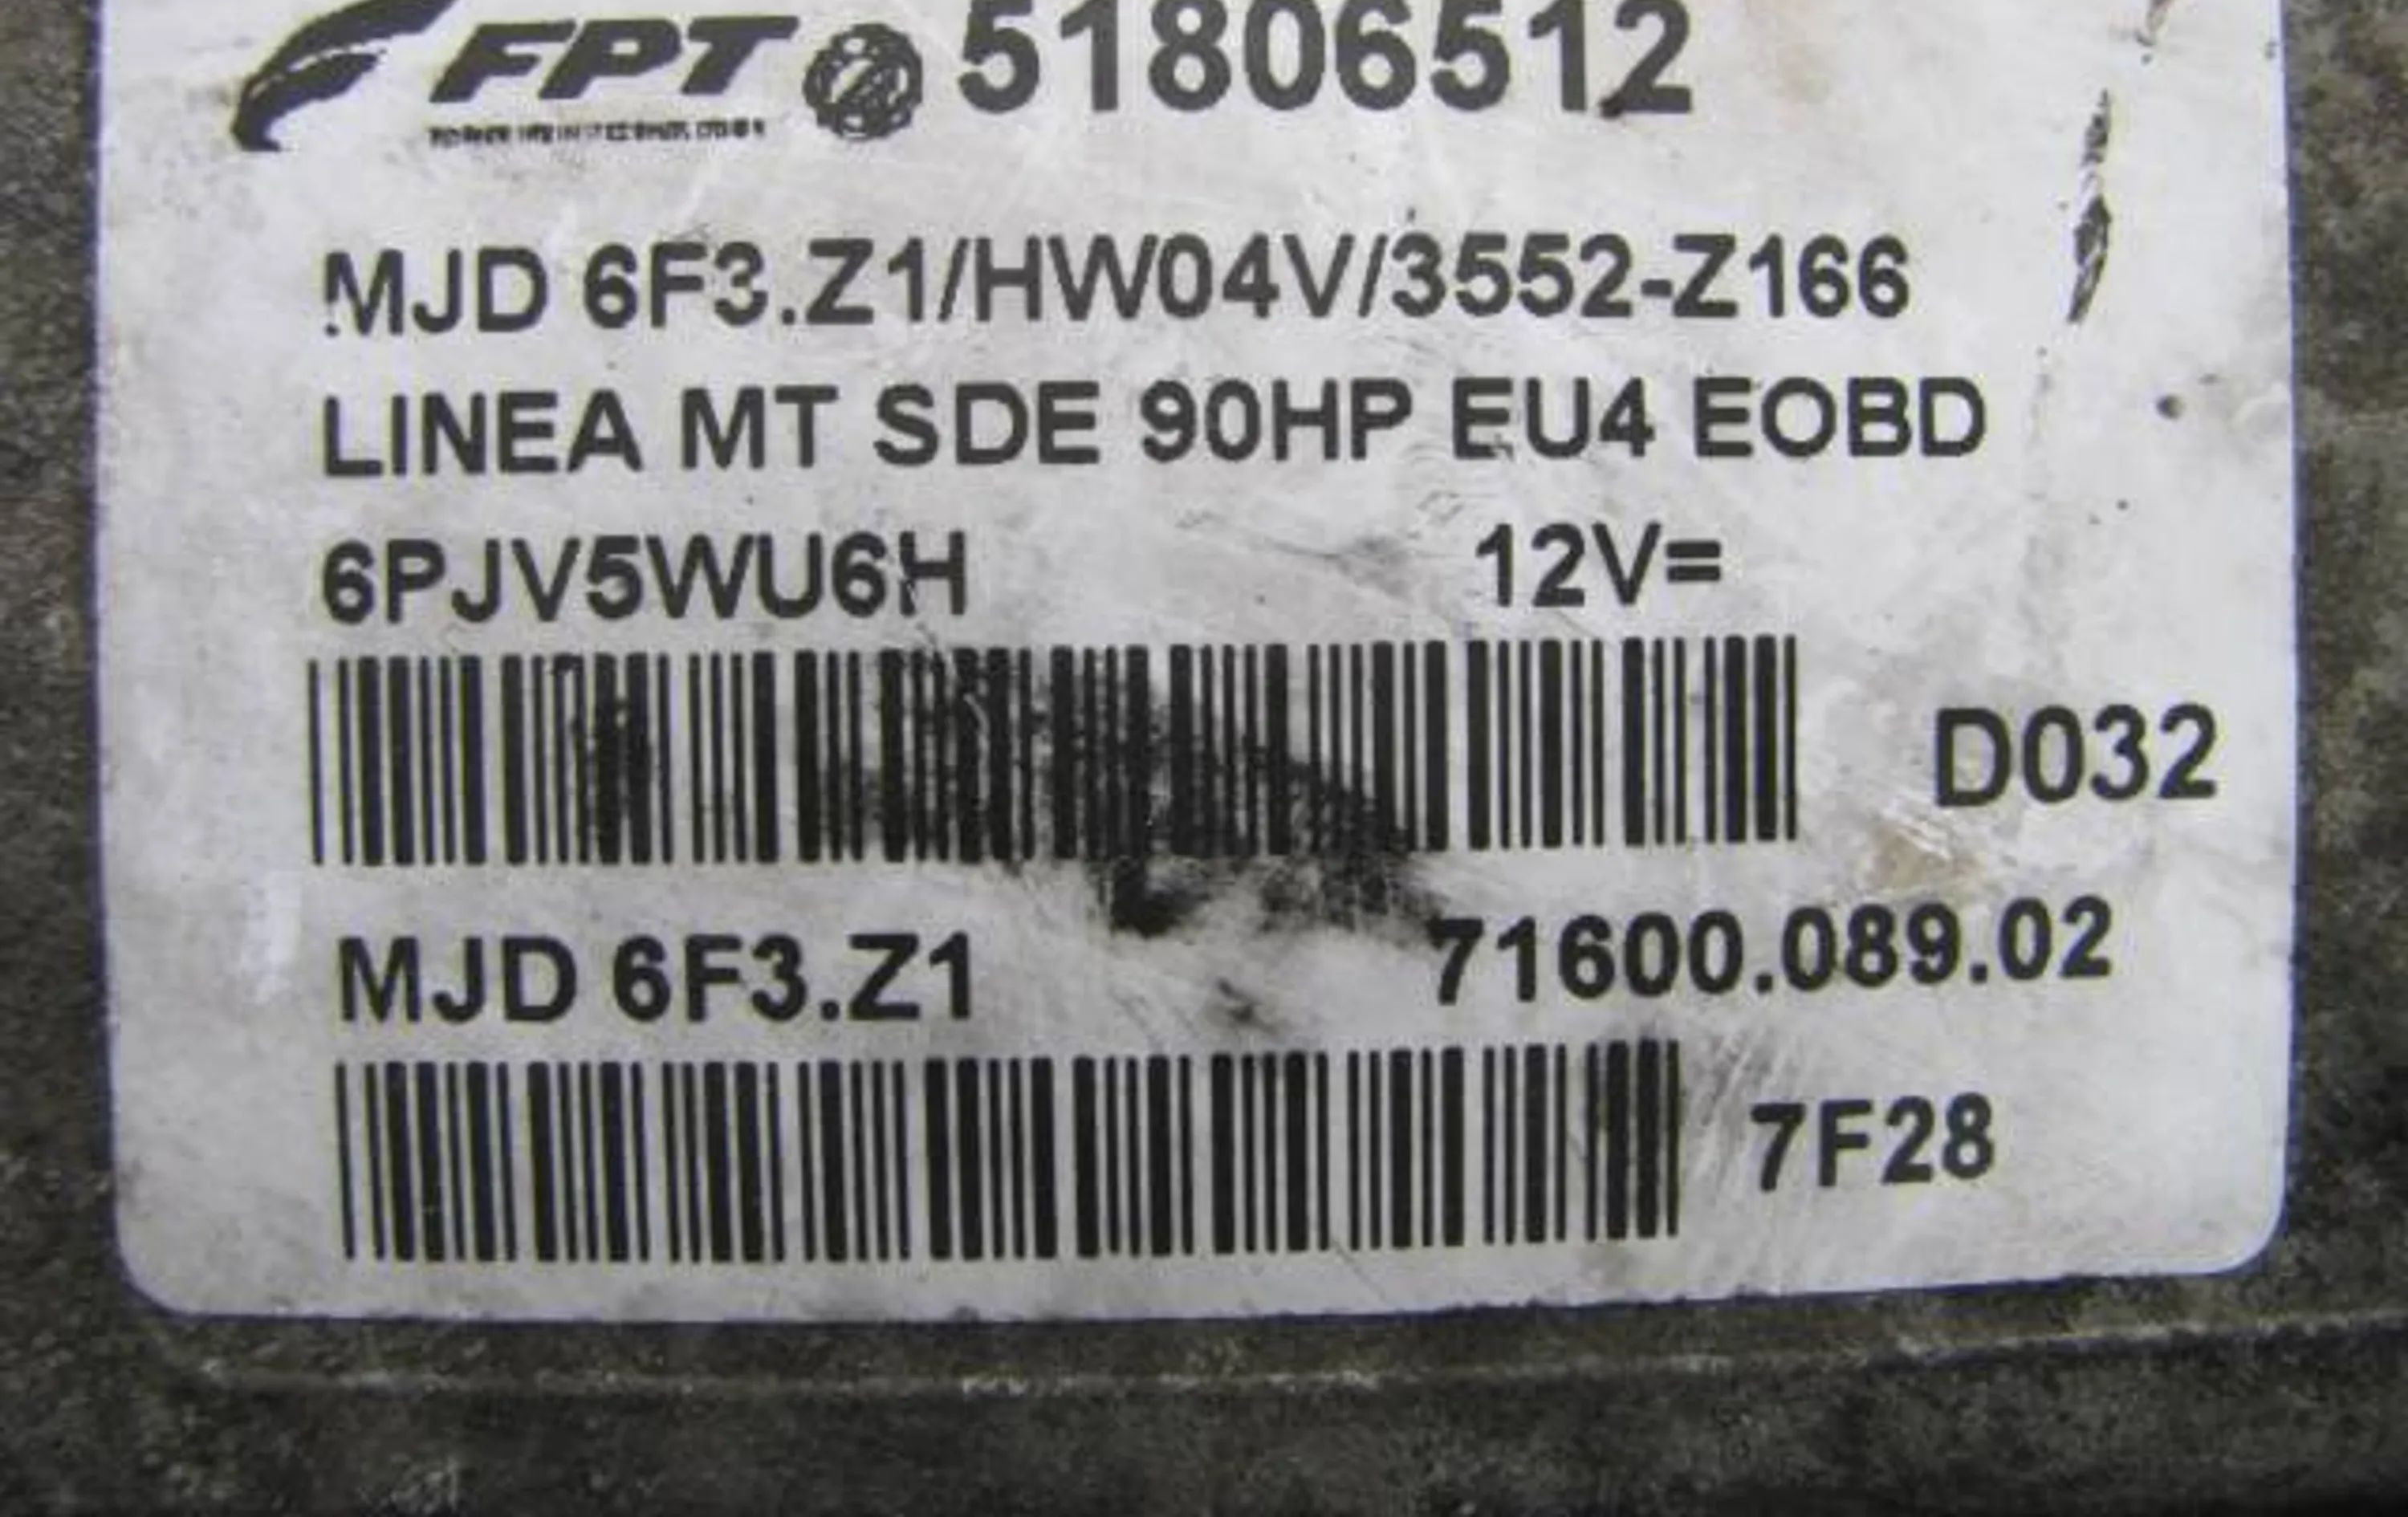 FPT 51806512
MJD 6F3.Z1/HW04V/3552-Z166
LINEA MT SDE 90HP EU4 EOBD
6PJV5WU6H 12V=
D032
MJD 6F3.Z1 71600.089.02
7F28